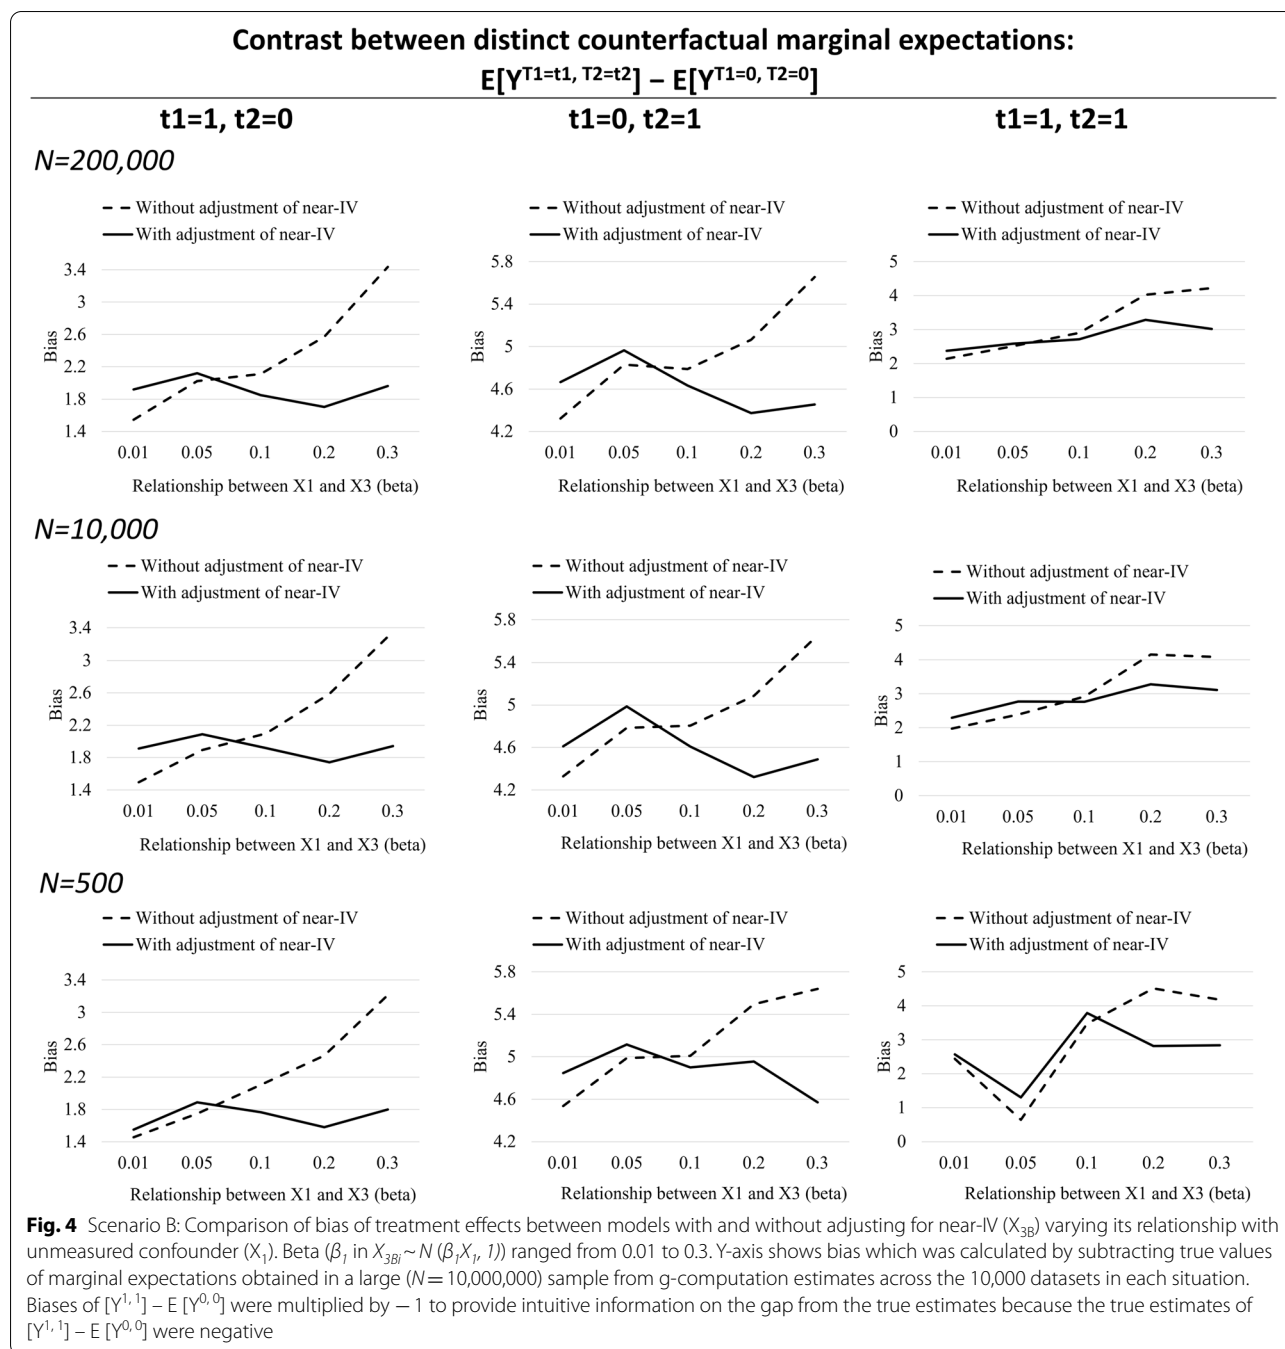 Contrast between distinct counterfactual marginal expectations:
E[Y^T1=t1, T2=t2] – E[Y^T1=0, T2=0]
t1=1, t2=0
t1=0, t2=1
t1=1, t2=1
N=200,000
Without adjustment of near-IV
With adjustment of near-IV
3.4
3
2.6
2.2
1.8
1.4
Bias
0.01 0.05 0.1 0.2 0.3
Relationship between X1 and X3 (beta)
Without adjustment of near-IV
With adjustment of near-IV
5.8
5.4
5
4.6
4.2
Bias
0.01 0.05 0.1 0.2 0.3
Relationship between X1 and X3 (beta)
Without adjustment of near-IV
With adjustment of near-IV
5
4
3
2
1
0
Bias
0.01 0.05 0.1 0.2 0.3
Relationship between X1 and X3 (beta)
N=10,000
Without adjustment of near-IV
With adjustment of near-IV
3.4
3
2.6
2.2
1.8
1.4
Bias
0.01 0.05 0.1 0.2 0.3
Relationship between X1 and X3 (beta)
Without adjustment of near-IV
With adjustment of near-IV
5.8
5.4
5
4.6
4.2
Bias
0.01 0.05 0.1 0.2 0.3
Relationship between X1 and X3 (beta)
Without adjustment of near-IV
With adjustment of near-IV
5
4
3
2
1
0
Bias
0.01 0.05 0.1 0.2 0.3
Relationship between X1 and X3 (beta)
N=500
Without adjustment of near-IV
With adjustment of near-IV
3.4
3
2.6
2.2
1.8
1.4
Bias
0.01 0.05 0.1 0.2 0.3
Relationship between X1 and X3 (beta)
Without adjustment of near-IV
With adjustment of near-IV
5.8
5.4
5
4.6
4.2
Bias
0.01 0.05 0.1 0.2 0.3
Relationship between X1 and X3 (beta)
Without adjustment of near-IV
With adjustment of near-IV
5
4
3
2
1
0
Bias
0.01 0.05 0.1 0.2 0.3
Relationship between X1 and X3 (beta)
Fig. 4 Scenario B: Comparison of bias of treatment effects between models with and without adjusting for near-IV (X3B) varying its relationship with
unmeasured confounder (X1). Beta (β1 in X3Bi ~ N (β1X1, 1)) ranged from 0.01 to 0.3. Y-axis shows bias which was calculated by subtracting true values
of marginal expectations obtained in a large (N = 10,000,000) sample from g-computation estimates across the 10,000 datasets in each situation.
Biases of [Y^1, 1] – E [Y^0, 0] were multiplied by − 1 to provide intuitive information on the gap from the true estimates because the true estimates of
[Y^1, 1] – E [Y^0, 0] were negative